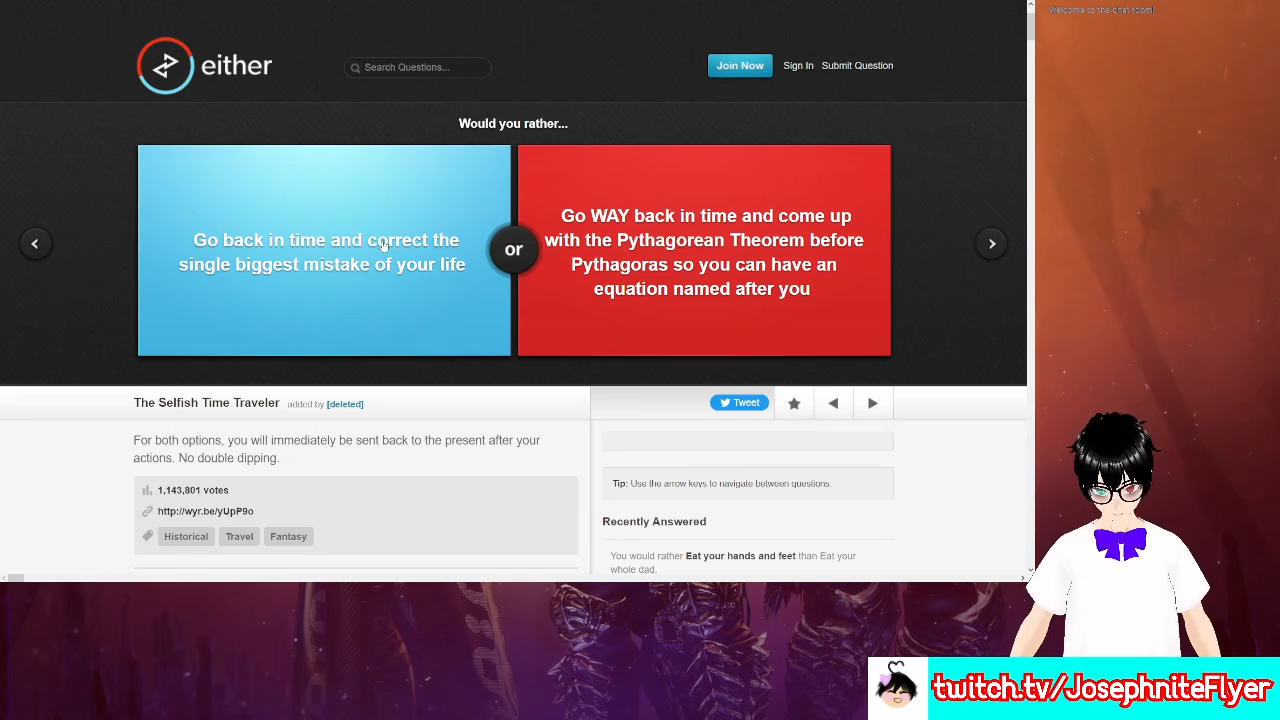 Welcome to the chat room!
either
Search Questions...
Join Now
Sign In
Submit Question
Would you rather...
Go back in time and correct the
single biggest mistake of your life
or
Go WAY back in time and come up
with the Pythagorean Theorem before
Pythagoras so you can have an
equation named after you
The Selfish Time Traveler
added by [deleted]
Tweet
For both options, you will immediately be sent back to the present after your
actions. No double dipping.
1,143,801 votes
http://wyr.be/yUpP9o
Historical
Travel
Fantasy
Tip: Use the arrow keys to navigate between questions.
Recently Answered
You would rather Eat your hands and feet than Eat your
whole dad.
twitch.tv/JosephniteFlyer